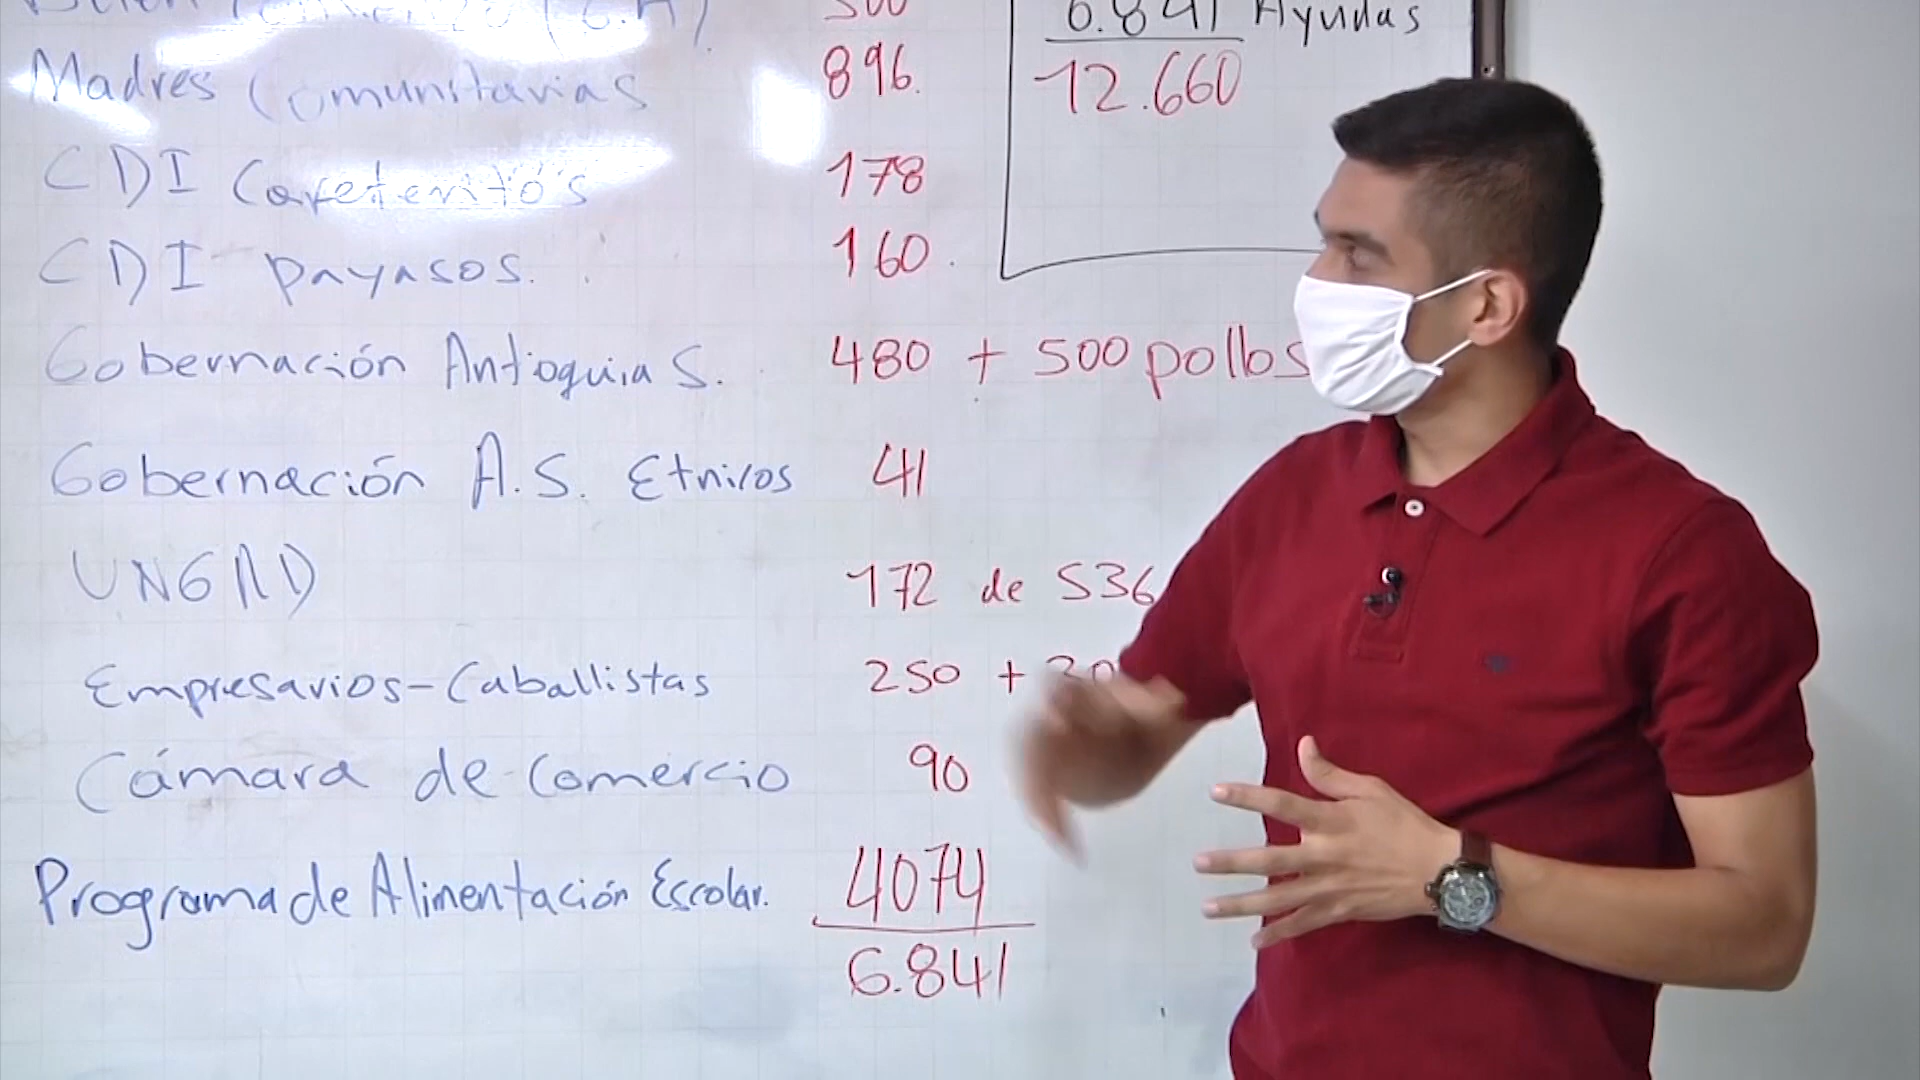 500 6.841 Ayudas
Madres Comunitarias 896. 12.660
CDI Cafetenitos 178
CDI payasos. 160.
Gobernación Antioquia S. 480 + 500 pollos
Gobernación A.S. Etnicos 41
UNGRD 172 de 536
Empresarios-Caballistas 250 +
Cámara de Comercio 90
Programa de Alimentación Escolar. 4074
6.841